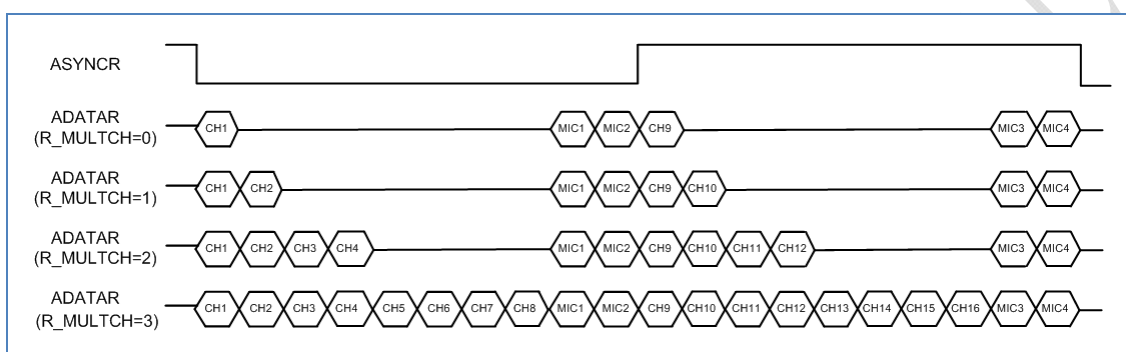 ASYNCR
ADATAR
(R_MULTCH=0)
CH1 MIC1 MIC2 CH9 MIC3 MIC4
ADATAR
(R_MULTCH=1)
CH1 CH2 MIC1 MIC2 CH9 CH10 MIC3 MIC4
ADATAR
(R_MULTCH=2)
CH1 CH2 CH3 CH4 MIC1 MIC2 CH9 CH10 CH11 CH12 MIC3 MIC4
ADATAR
(R_MULTCH=3)
CH1 CH2 CH3 CH4 CH5 CH6 CH7 CH8 MIC1 MIC2 CH9 CH10 CH11 CH12 CH13 CH14 CH15 CH16 MIC3 MIC4